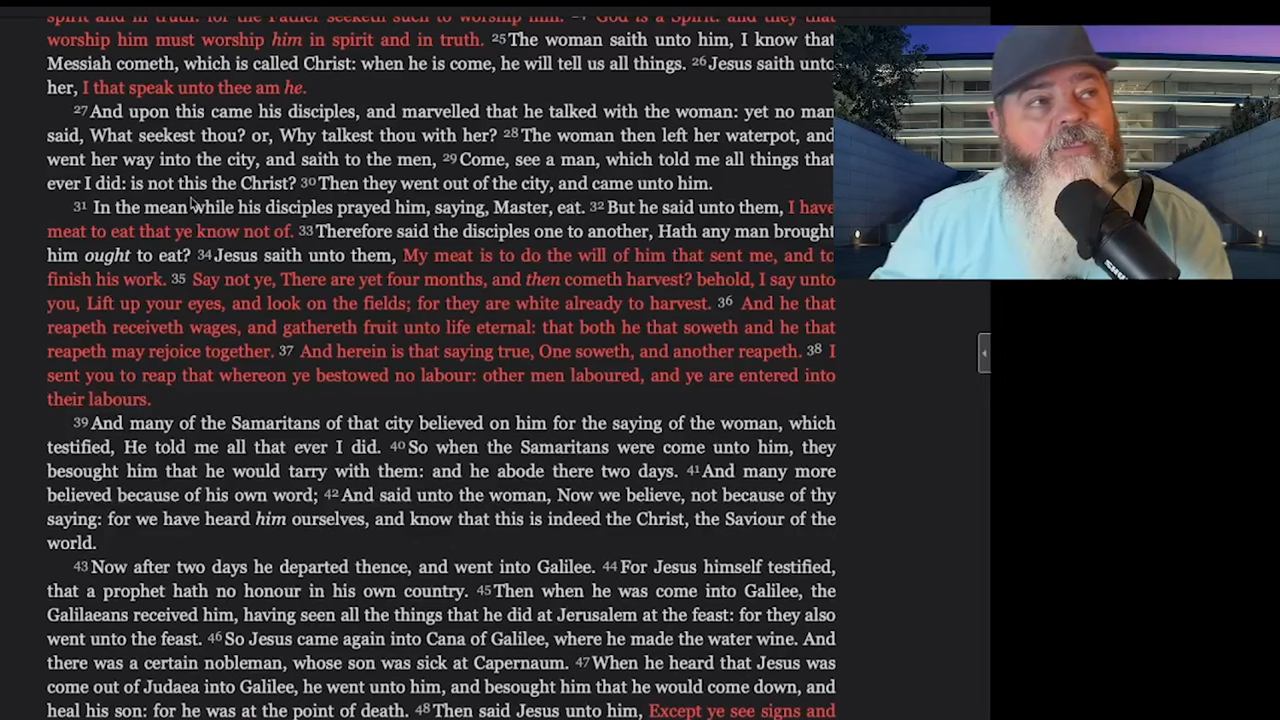 spirit and in truth: for the Father seeketh such to worship him. 24 God is a Spirit: and they that
worship him must worship him in spirit and in truth. 25 The woman saith unto him, I know that
Messiah cometh, which is called Christ: when he is come, he will tell us all things. 26 Jesus saith unto
her, I that speak unto thee am he.
27 And upon this came his disciples, and marvelled that he talked with the woman: yet no man
said, What seekest thou? or, Why talkest thou with her? 28 The woman then left her waterpot, and
went her way into the city, and saith to the men, 29 Come, see a man, which told me all things that
ever I did: is not this the Christ? 30 Then they went out of the city, and came unto him.
31 In the mean while his disciples prayed him, saying, Master, eat. 32 But he said unto them, I have
meat to eat that ye know not of. 33 Therefore said the disciples one to another, Hath any man brought
him ought to eat? 34 Jesus saith unto them, My meat is to do the will of him that sent me, and to
finish his work. 35 Say not ye, There are yet four months, and then cometh harvest? behold, I say unto
you, Lift up your eyes, and look on the fields; for they are white already to harvest. 36 And he that
reapeth receiveth wages, and gathereth fruit unto life eternal: that both he that soweth and he that
reapeth may rejoice together. 37 And herein is that saying true, One soweth, and another reapeth. 38 I
sent you to reap that whereon ye bestowed no labour: other men laboured, and ye are entered into
their labours.
39 And many of the Samaritans of that city believed on him for the saying of the woman, which
testified, He told me all that ever I did. 40 So when the Samaritans were come unto him, they
besought him that he would tarry with them: and he abode there two days. 41 And many more
believed because of his own word; 42 And said unto the woman, Now we believe, not because of thy
saying: for we have heard him ourselves, and know that this is indeed the Christ, the Saviour of the
world.
43 Now after two days he departed thence, and went into Galilee. 44 For Jesus himself testified,
that a prophet hath no honour in his own country. 45 Then when he was come into Galilee, the
Galilaeans received him, having seen all the things that he did at Jerusalem at the feast: for they also
went unto the feast. 46 So Jesus came again into Cana of Galilee, where he made the water wine. And
there was a certain nobleman, whose son was sick at Capernaum. 47 When he heard that Jesus was
come out of Judaea into Galilee, he went unto him, and besought him that he would come down, and
heal his son: for he was at the point of death. 48 Then said Jesus unto him, Except ye see signs and